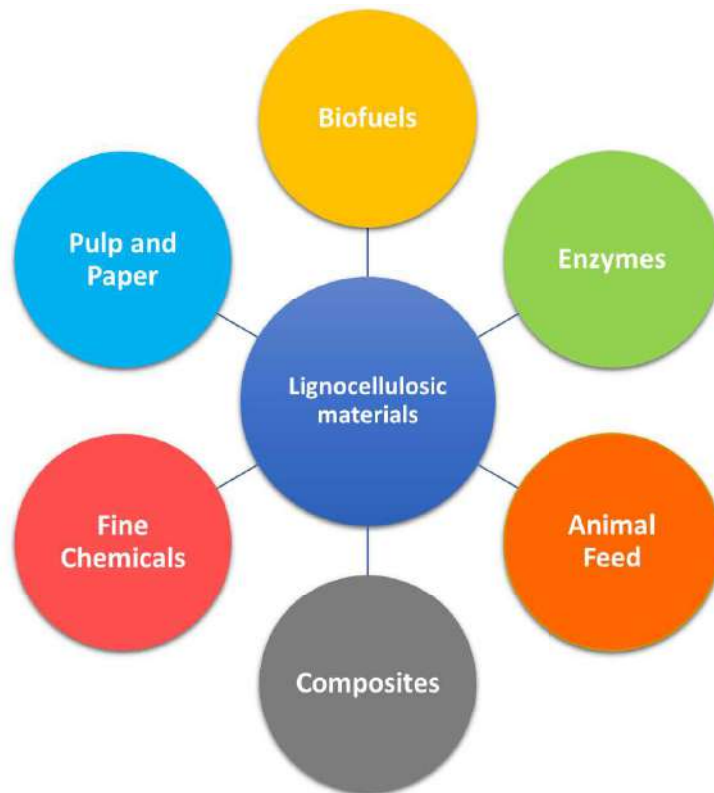 Biofuels
Pulp and
Paper
Enzymes
Lignocellulosic
materials
Fine
Chemicals
Animal
Feed
Composites